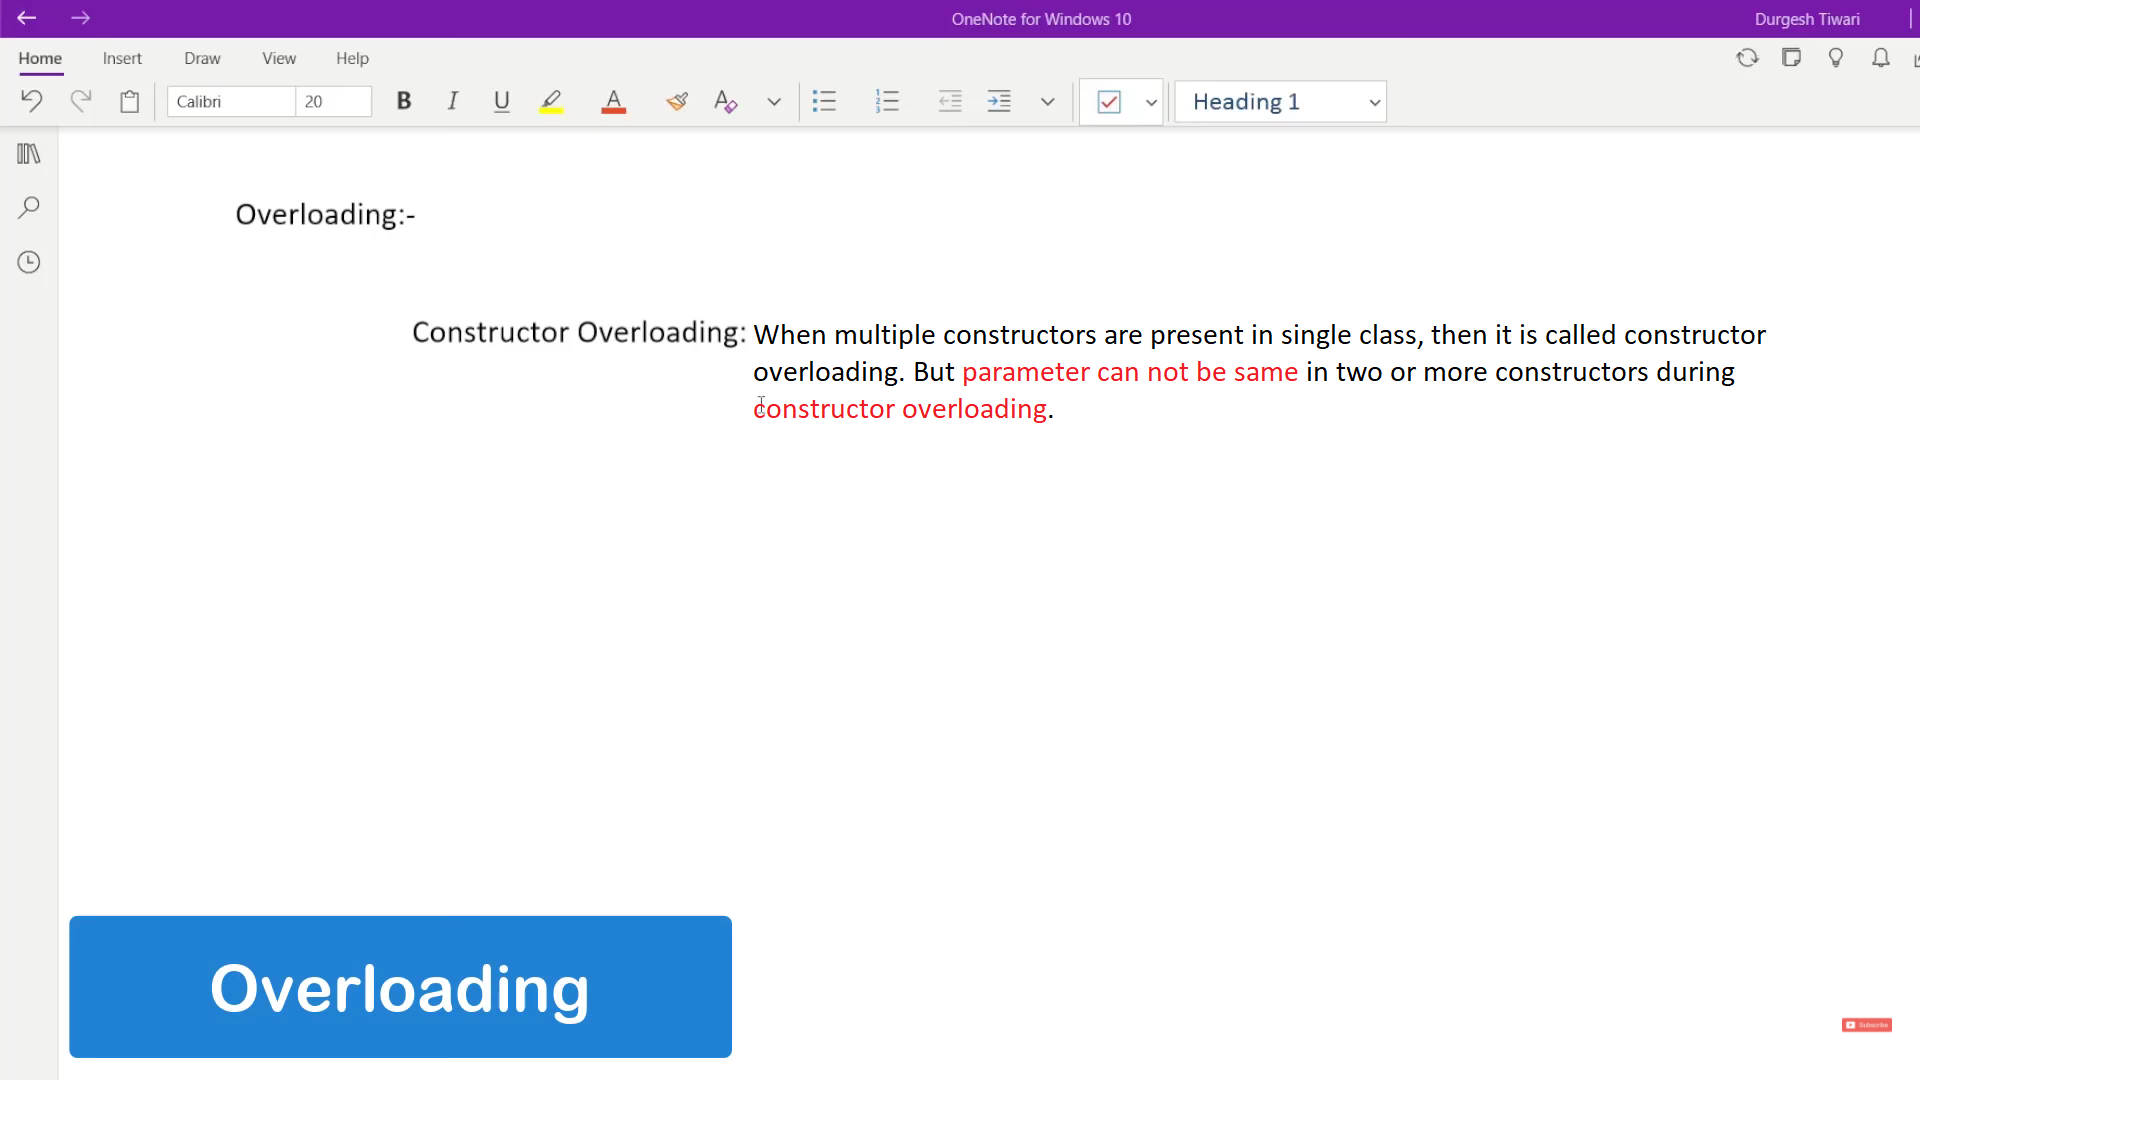 OneNote for Windows 10
Durgesh Tiwari
Home Insert Draw View Help
Calibri 20 B I U A A Heading 1
Overloading:-
Constructor Overloading: When multiple constructors are present in single class, then it is called constructor
overloading. But parameter can not be same in two or more constructors during
constructor overloading.
Overloading
Subscribe